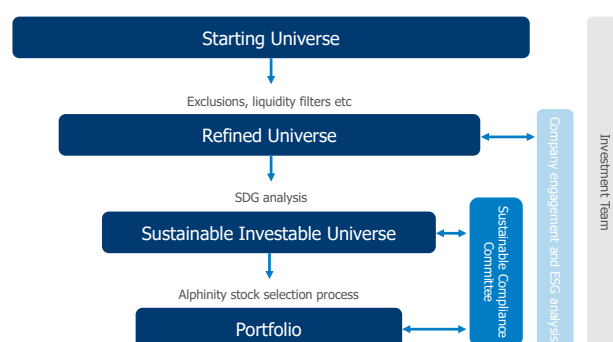 Starting Universe
Exclusions, liquidity filters etc
Refined Universe
SDG analysis
Sustainable Investable Universe
Alphinity stock selection process
Portfolio
Sustainable Compliance
Committee
Company engagement and ESG analysis
Investment Team